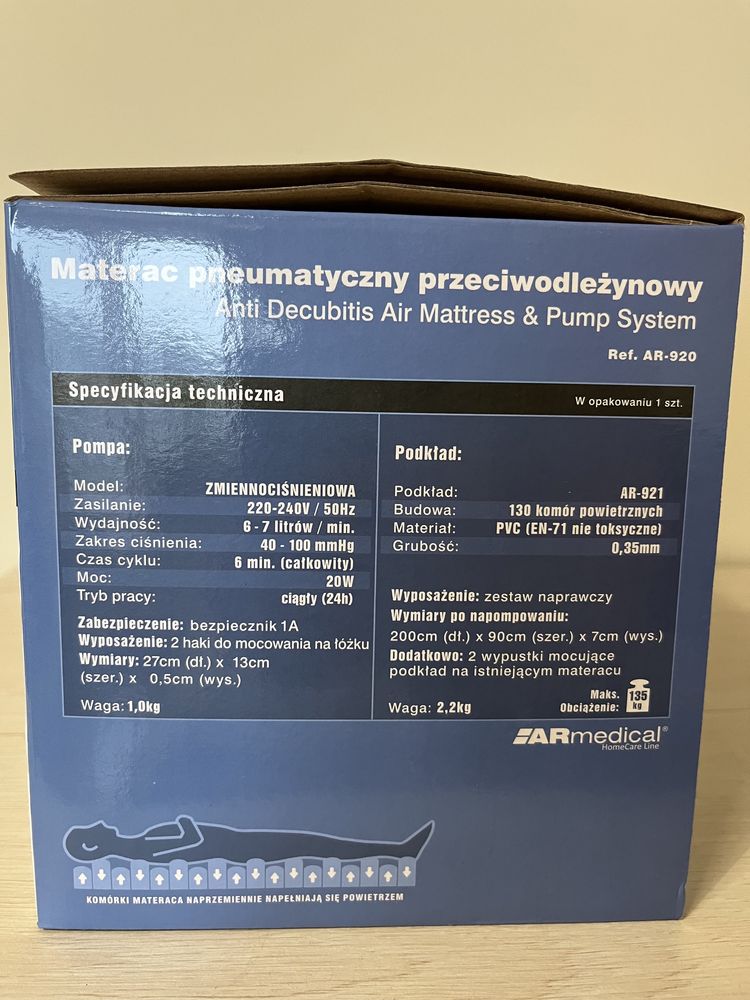 Materac pneumatyczny przeciwodleżynowy
Anti Decubitis Air Mattress & Pump System
Ref. AR-920
Specyfikacja techniczna
W opakowaniu 1 szt.
Pompa:
Model: ZMIENNOCIŚNIENIOWA
Zasilanie: 220-240V / 50Hz
Wydajność: 6 - 7 litrów / min.
Zakres ciśnienia: 40 - 100 mmHg
Czas cyklu: 6 min. (całkowity)
Moc: 20W
Tryb pracy: ciągły (24h)
Zabezpieczenie: bezpiecznik 1A
Wyposażenie: 2 haki do mocowania na łóżku
Wymiary: 27cm (dł.) x 13cm
(szer.) x 0,5cm (wys.)
Waga: 1,0kg
Podkład:
Podkład: AR-921
Budowa: 130 komór powietrznych
Materiał: PVC (EN-71 nie toksyczne)
Grubość: 0,35mm
Wyposażenie: zestaw naprawczy
Wymiary po napompowaniu:
200cm (dł.) x 90cm (szer.) x 7cm (wys.)
Dodatkowo: 2 wypustki mocujące
podkład na istniejącym materacu
Waga: 2,2kg
Maks.
Obciążenie:
135
kg
ARmedical®
HomeCare Line
KOMÓRKI MATERACA NAPRZEMIENNIE NAPEŁNIAJĄ SIĘ POWIETRZEM